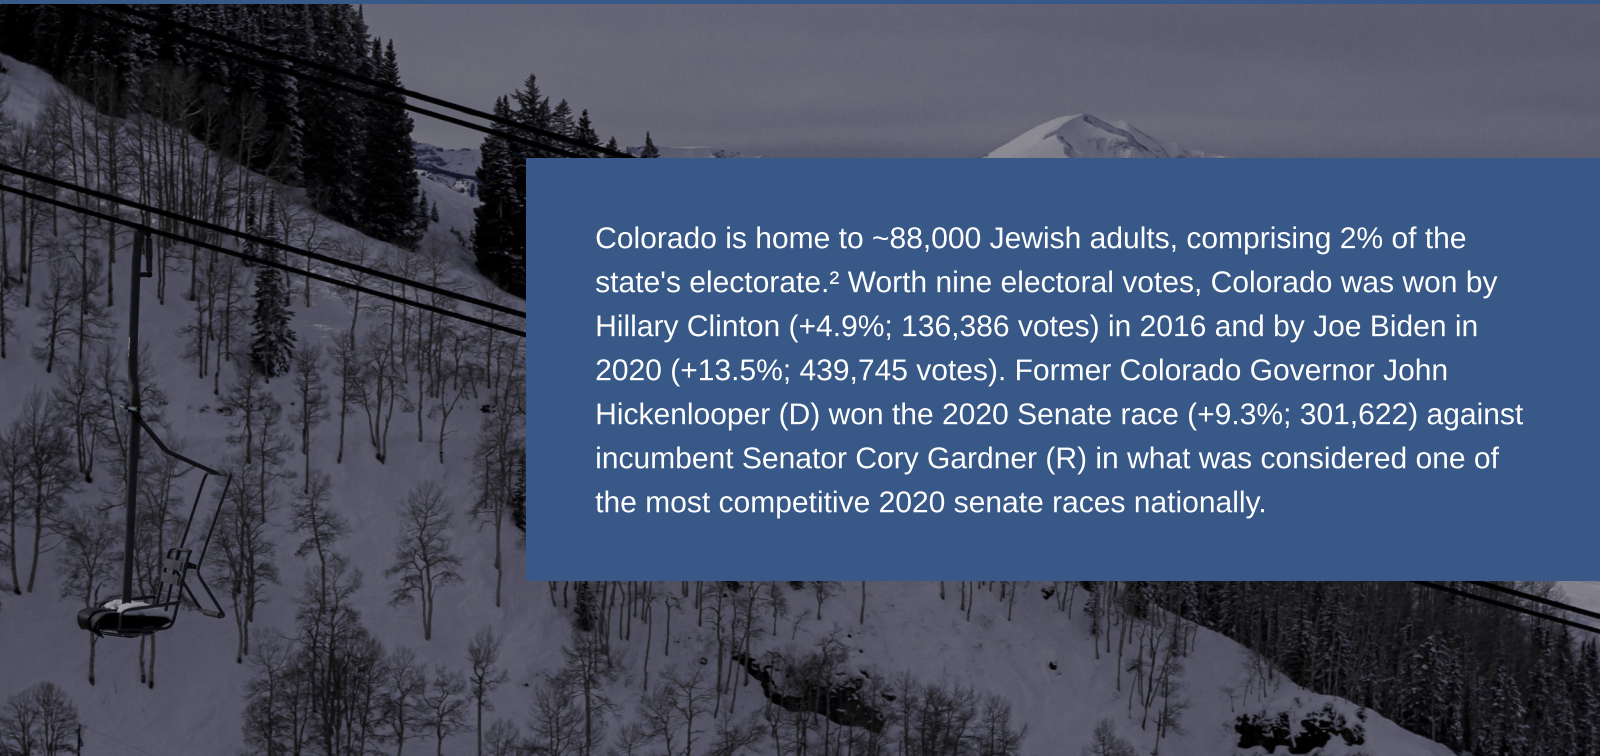 Colorado is home to ~88,000 Jewish adults, comprising 2% of the
state's electorate.² Worth nine electoral votes, Colorado was won by
Hillary Clinton (+4.9%; 136,386 votes) in 2016 and by Joe Biden in
2020 (+13.5%; 439,745 votes). Former Colorado Governor John
Hickenlooper (D) won the 2020 Senate race (+9.3%; 301,622) against
incumbent Senator Cory Gardner (R) in what was considered one of
the most competitive 2020 senate races nationally.